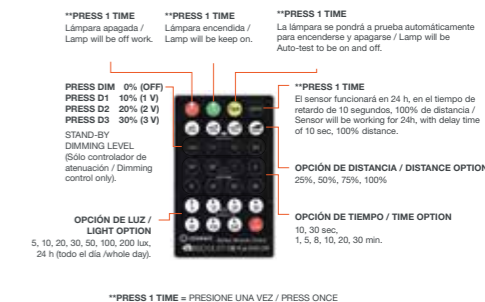 **PRESS 1 TIME
Lámpara apagada /
Lamp will be off work.
**PRESS 1 TIME
Lámpara encendida /
Lamp will be keep on.
**PRESS 1 TIME
La lámpara se pondrá a prueba automáticamente
para encenderse y apagarse / Lamp will be
Auto-test to be on and off.
PRESS DIM 0% (OFF)
PRESS D1 10% (1 V)
PRESS D2 20% (2 V)
PRESS D3 30% (3 V)
STAND-BY
DIMMING LEVEL
(Sólo controlador de
atenuación / Dimming
control only).
**PRESS 1 TIME
El sensor funcionará en 24 h, en el tiempo de
retardo de 10 segundos, 100% de distancia /
Sensor will be working for 24h, with delay time
of 10 sec, 100% distance.
OPCIÓN DE DISTANCIA / DISTANCE OPTION
25%, 50%, 75%, 100%
OPCIÓN DE LUZ /
LIGHT OPTION
5, 10, 20, 30, 50, 100, 200 lux,
24 h (todo el día /whole day).
OPCIÓN DE TIEMPO / TIME OPTION
10, 30 sec,
1, 5, 8, 10, 20, 30 min.
**PRESS 1 TIME = PRESIONE UNA VEZ / PRESS ONCE